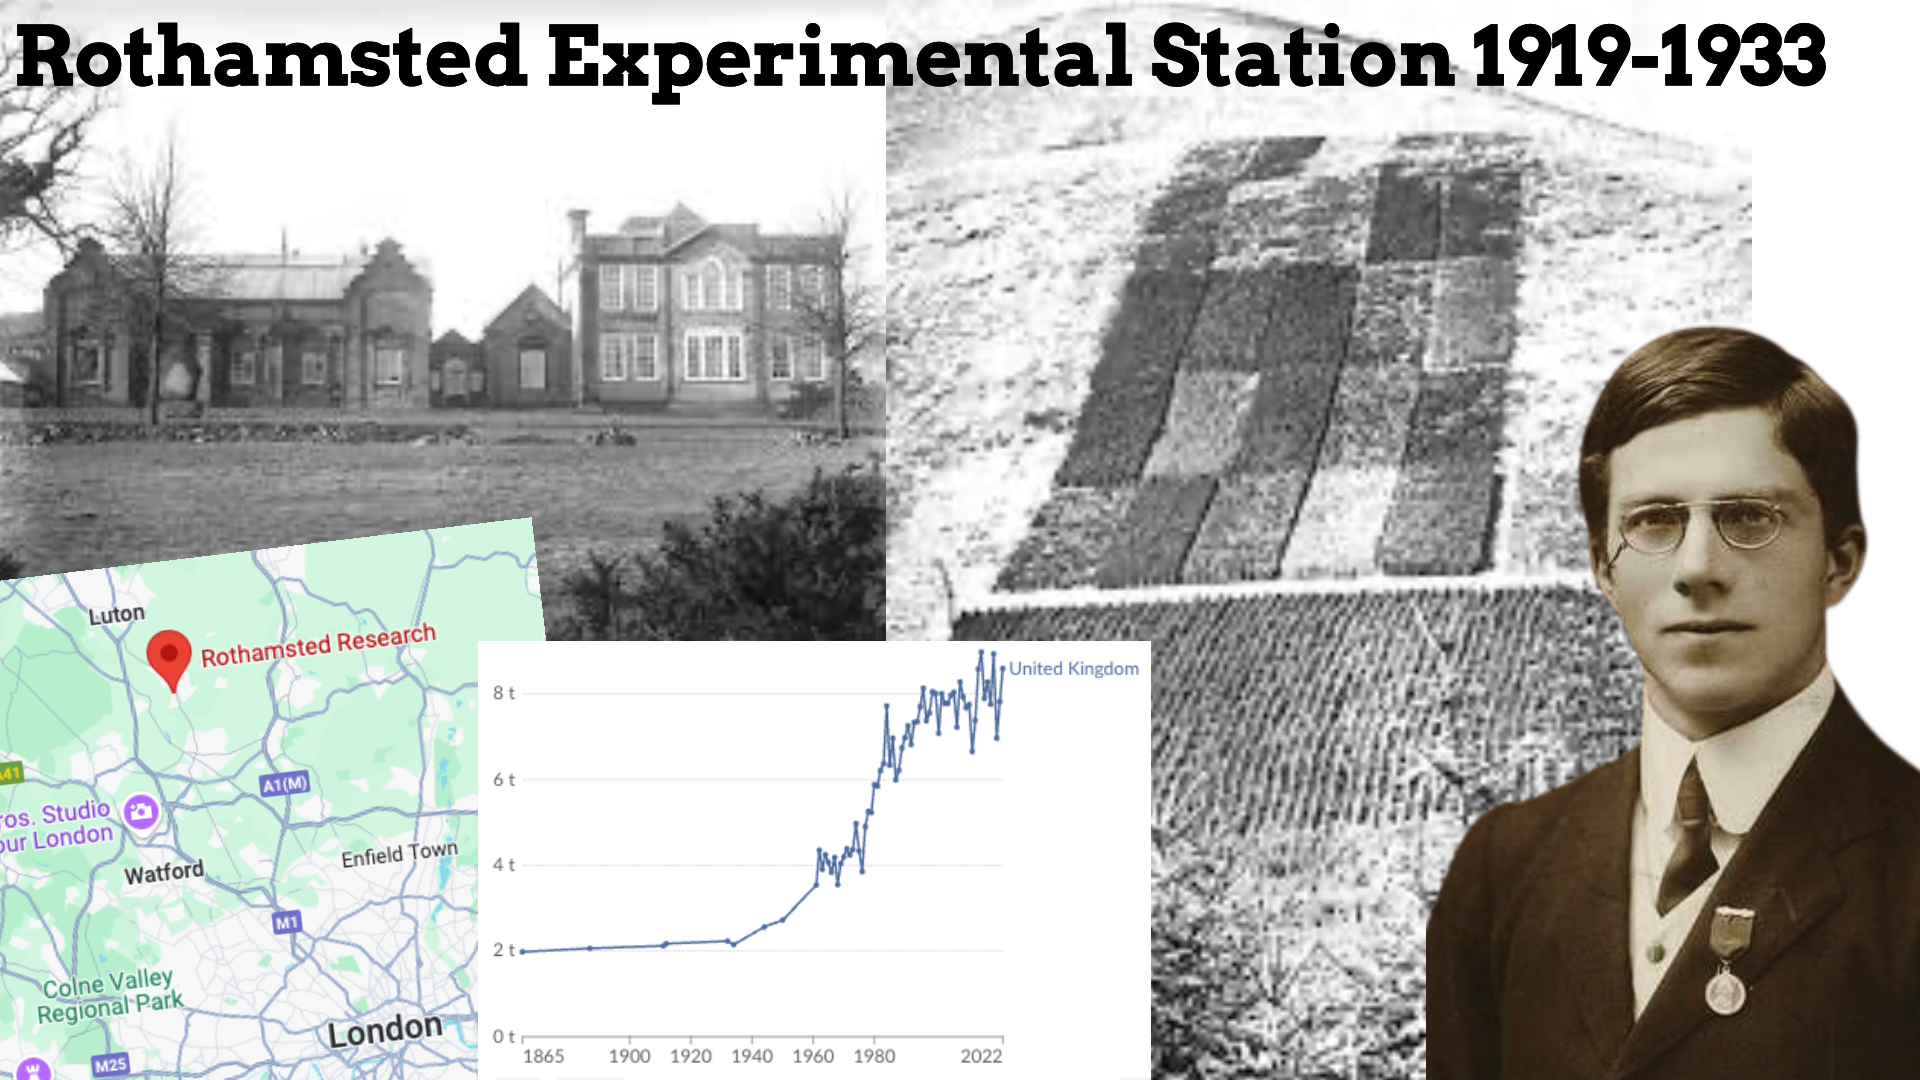 Rothamsted Experimental Station 1919-1933
Luton
Rothamsted Research
A41
A1(M)
ros. Studio
our London
Watford
Enfield Town
M1
Colne Valley
Regional Park
London
M25
United Kingdom
8 t
6 t
4 t
2 t
0 t
1865 1900 1920 1940 1960 1980 2022